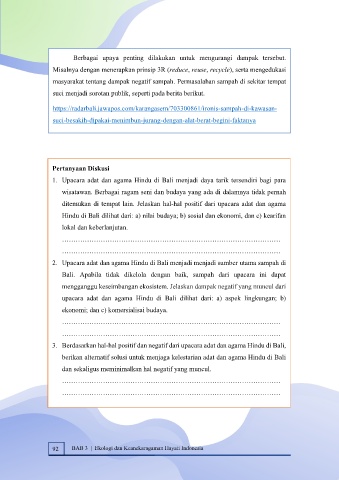 Berbagai upaya penting dilakukan untuk mengurangi dampak tersebut.
Misalnya dengan menerapkan prinsip 3R (reduce, reuse, recycle), serta mengedukasi
masyarakat tentang dampak negatif sampah. Permasalahan sampah di sekitar tempat
suci menjadi sorotan publik, seperti pada berita berikut.
https://radarbali.jawapos.com/karangasem/703300861/ironis-sampah-di-kawasan-
suci-besakih-dipakai-menimbun-jurang-dengan-alat-berat-begini-faktanya
Pertanyaan Diskusi
1. Upacara adat dan agama Hindu di Bali menjadi daya tarik tersendiri bagi para
wisatawan. Berbagai ragam seni dan budaya yang ada di dalamnya tidak pernah
ditemukan di tempat lain. Jelaskan hal-hal positif dari upacara adat dan agama
Hindu di Bali dilihat dari: a) nilai budaya; b) sosial dan ekonomi, dan c) kearifan
lokal dan keberlanjutan.
2. Upacara adat dan agama Hindu di Bali menjadi menjadi sumber utama sampah di
Bali. Apabila tidak dikelola dengan baik, sampah dari upacara ini dapat
mengganggu keseimbangan ekosistem. Jelaskan dampak negatif yang muncul dari
upacara adat dan agama Hindu di Bali dilihat dari: a) aspek lingkungan; b)
ekonomi; dan c) komersialisai budaya.
3. Berdasarkan hal-hal positif dan negatif dari upacara adat dan agama Hindu di Bali,
berikan alternatif solusi untuk menjaga kelestarian adat dan agama Hindu di Bali
dan sekaligus meminimalkan hal negatif yang muncul.
92 BAB 3 | Ekologi dan Keanekaragaman Hayati Indonesia